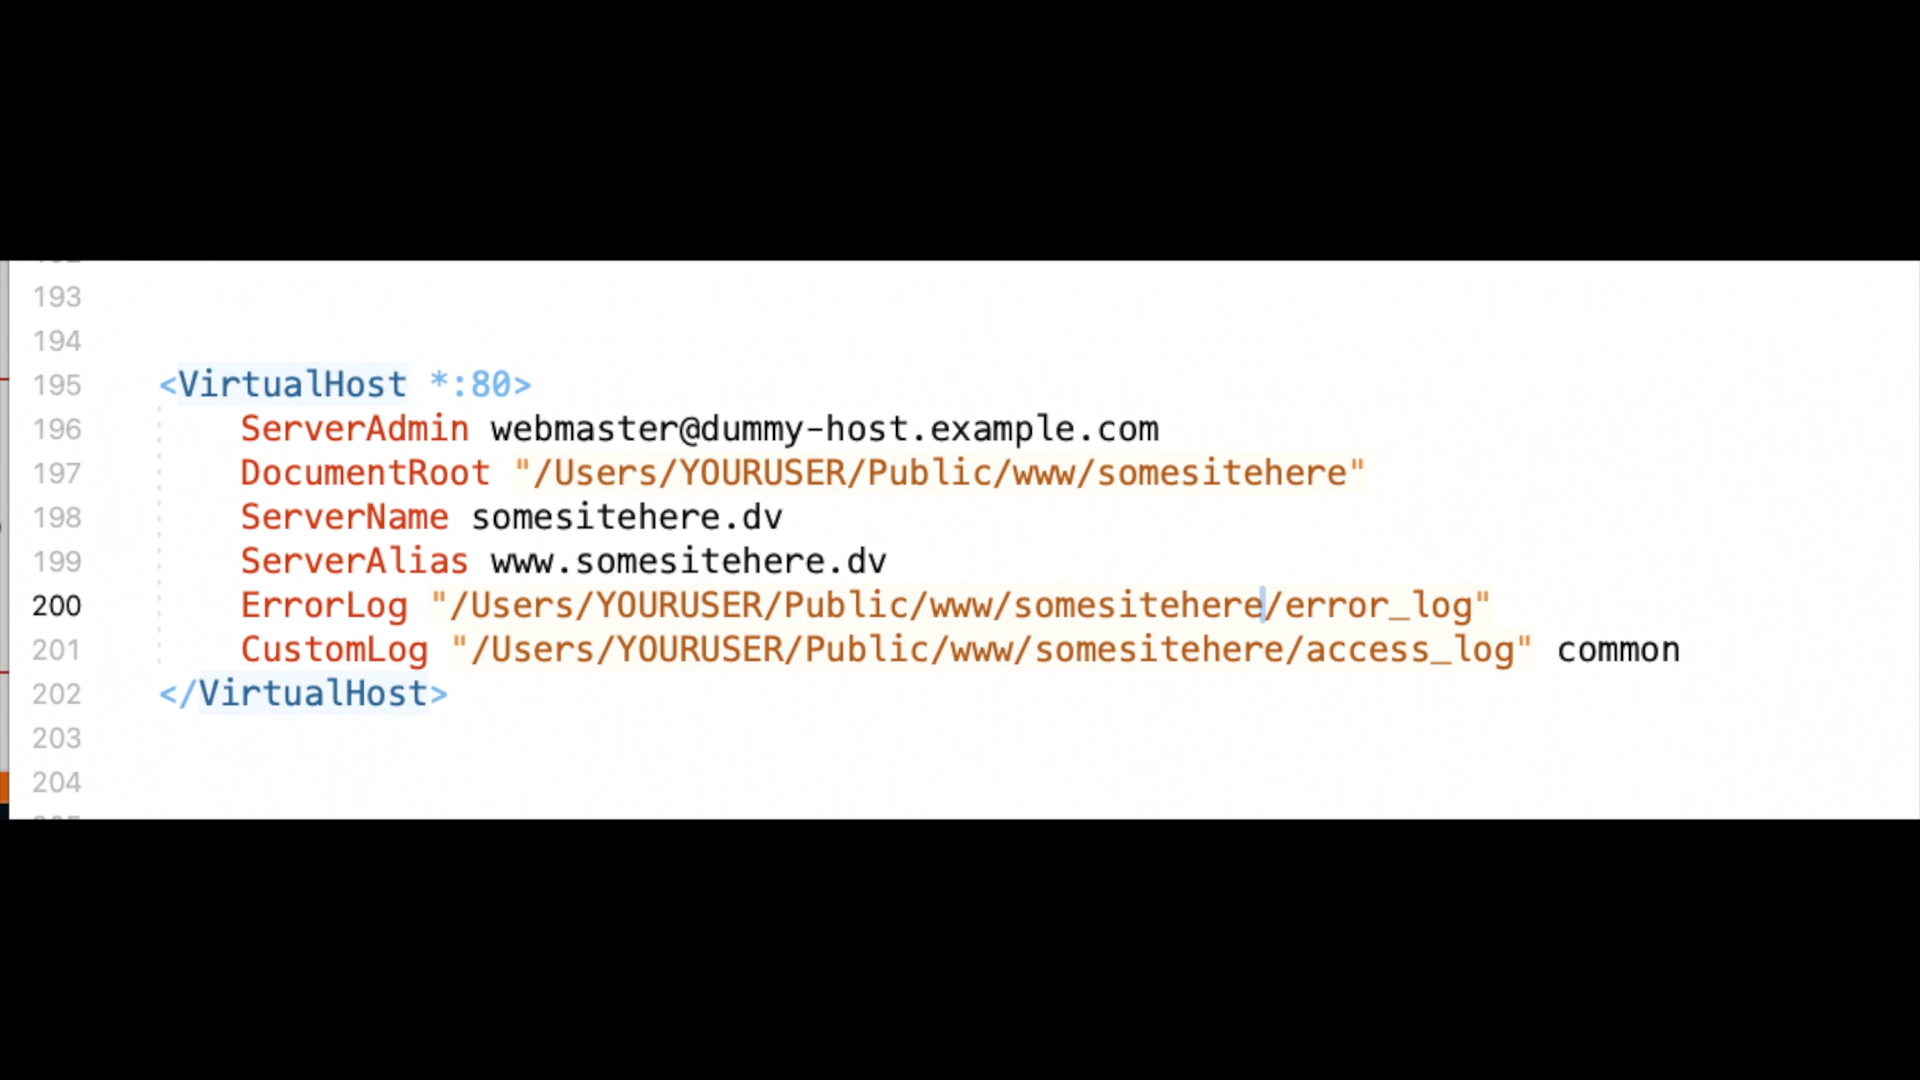 193
194
195 <VirtualHost *:80>
196 ServerAdmin webmaster@dummy-host.example.com
197 DocumentRoot "/Users/YOURUSER/Public/www/somesitehere"
198 ServerName somesitehere.dv
199 ServerAlias www.somesitehere.dv
200 ErrorLog "/Users/YOURUSER/Public/www/somesitehere/error_log"
201 CustomLog "/Users/YOURUSER/Public/www/somesitehere/access_log" common
202 </VirtualHost>
203
204